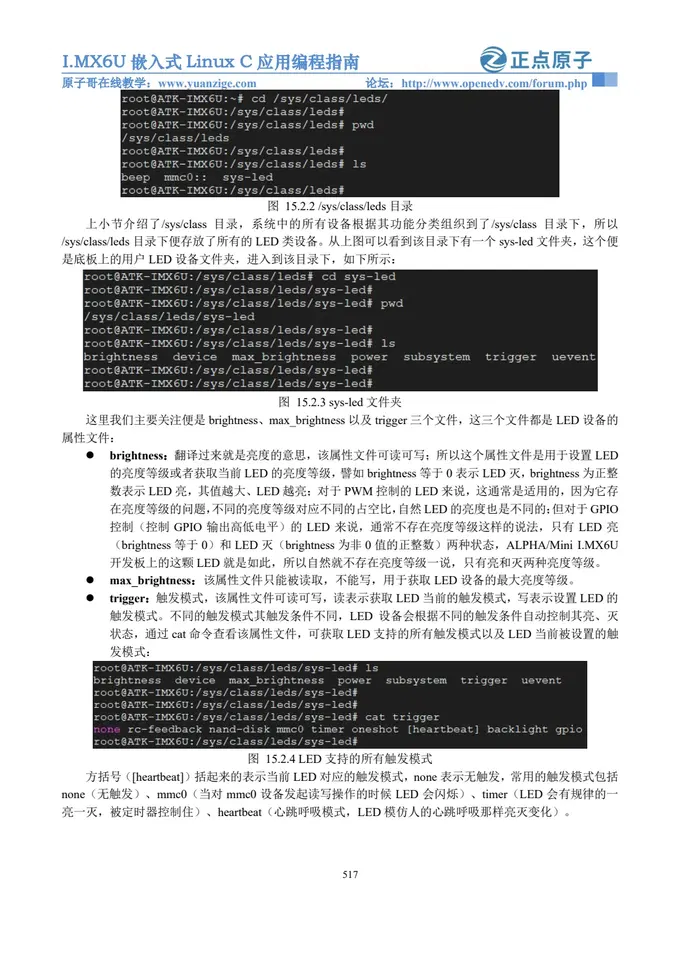 I.MX6U 嵌入式 Linux C 应用编程指南
正点原子
原子哥在线教学：www.yuanzige.com 论坛：http://www.openedv.com/forum.php
root@ATK-IMX6U:~# cd /sys/class/leds/
root@ATK-IMX6U:/sys/class/leds#
root@ATK-IMX6U:/sys/class/leds# pwd
/sys/class/leds
root@ATK-IMX6U:/sys/class/leds#
root@ATK-IMX6U:/sys/class/leds# ls
beep mmc0:: sys-led
root@ATK-IMX6U:/sys/class/leds#
图 15.2.2 /sys/class/leds 目录
上小节介绍了/sys/class 目录，系统中的所有设备根据其功能分类组织到了/sys/class 目录下，所以
/sys/class/leds 目录下便存放了所有的 LED 类设备。从上图可以看到该目录下有一个 sys-led 文件夹，这个便
是底板上的用户 LED 设备文件夹，进入到该目录下，如下所示：
root@ATK-IMX6U:/sys/class/leds# cd sys-led
root@ATK-IMX6U:/sys/class/leds/sys-led#
root@ATK-IMX6U:/sys/class/leds/sys-led# pwd
/sys/class/leds/sys-led
root@ATK-IMX6U:/sys/class/leds/sys-led#
root@ATK-IMX6U:/sys/class/leds/sys-led# ls
brightness device max_brightness power subsystem trigger uevent
root@ATK-IMX6U:/sys/class/leds/sys-led#
root@ATK-IMX6U:/sys/class/leds/sys-led#
图 15.2.3 sys-led 文件夹
这里我们主要关注便是 brightness、max_brightness 以及 trigger 三个文件，这三个文件都是 LED 设备的
属性文件：
● brightness：翻译过来就是亮度的意思，该属性文件可读可写；所以这个属性文件是用于设置 LED
的亮度等级或者获取当前 LED 的亮度等级，譬如 brightness 等于 0 表示 LED 灭，brightness 为正整
数表示 LED 亮，其值越大、LED 越亮；对于 PWM 控制的 LED 来说，这通常是适用的，因为它存
在亮度等级的问题，不同的亮度等级对应不同的占空比，自然 LED 的亮度也是不同的；但对于 GPIO
控制（控制 GPIO 输出高低电平）的 LED 来说，通常不存在亮度等级这样的说法，只有 LED 亮
（brightness 等于 0）和 LED 灭（brightness 为非 0 值的正整数）两种状态，ALPHA/Mini I.MX6U
开发板上的这颗 LED 就是如此，所以自然就不存在亮度等级一说，只有亮和灭两种亮度等级。
● max_brightness：该属性文件只能被读取，不能写，用于获取 LED 设备的最大亮度等级。
● trigger：触发模式，该属性文件可读可写，读表示获取 LED 当前的触发模式，写表示设置 LED 的
触发模式。不同的触发模式其触发条件不同，LED 设备会根据不同的触发条件自动控制其亮、灭
状态，通过 cat 命令查看该属性文件，可获取 LED 支持的所有触发模式以及 LED 当前被设置的触
发模式：
root@ATK-IMX6U:/sys/class/leds/sys-led# ls
brightness device max_brightness power subsystem trigger uevent
root@ATK-IMX6U:/sys/class/leds/sys-led#
root@ATK-IMX6U:/sys/class/leds/sys-led#
root@ATK-IMX6U:/sys/class/leds/sys-led# cat trigger
none rc-feedback nand-disk mmc0 timer oneshot [heartbeat] backlight gpio
root@ATK-IMX6U:/sys/class/leds/sys-led#
图 15.2.4 LED 支持的所有触发模式
方括号（[heartbeat]）括起来的表示当前 LED 对应的触发模式，none 表示无触发，常用的触发模式包括
none（无触发）、mmc0（当对 mmc0 设备发起读写操作的时候 LED 会闪烁）、timer（LED 会有规律的一
亮一灭，被定时器控制住）、heartbeat（心跳呼吸模式，LED 模仿人的心跳呼吸那样亮灭变化）。
517